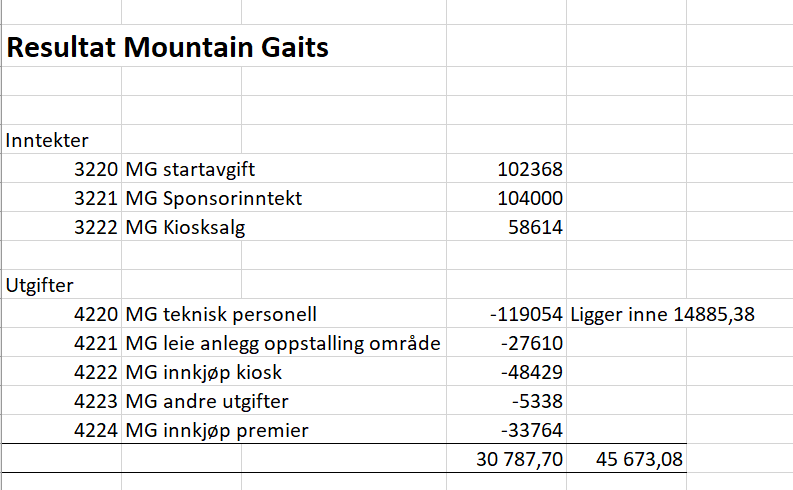 Resultat Mountain Gaits
Inntekter
3220 MG startavgift 102368
3221 MG Sponsorinntekt 104000
3222 MG Kiosksalg 58614
Utgifter
4220 MG teknisk personell -119054 Ligger inne 14885,38
4221 MG leie anlegg oppstalling område -27610
4222 MG innkjøp kiosk -48429
4223 MG andre utgifter -5338
4224 MG innkjøp premier -33764
30 787,70 45 673,08